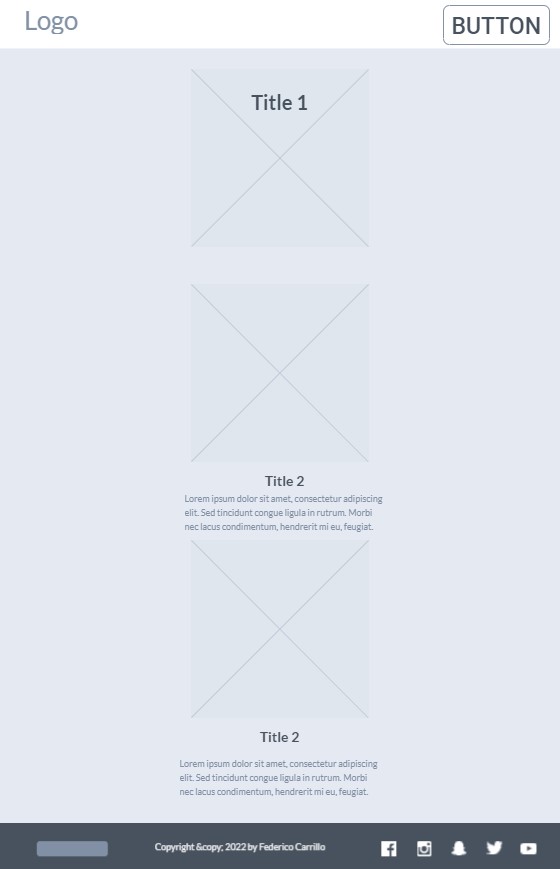 Logo
BUTTON
Title 1
Title 2
Lorem ipsum dolor sit amet, consectetur adipiscing
elit. Sed tincidunt congue ligula in rutrum. Morbi
nec lacus condimentum, hendrerit mi eu, feugiat.
Title 2
Lorem ipsum dolor sit amet, consectetur adipiscing
elit. Sed tincidunt congue ligula in rutrum. Morbi
nec lacus condimentum, hendrerit mi eu, feugiat.
Copyright &copy; 2022 by Federico Carrillo